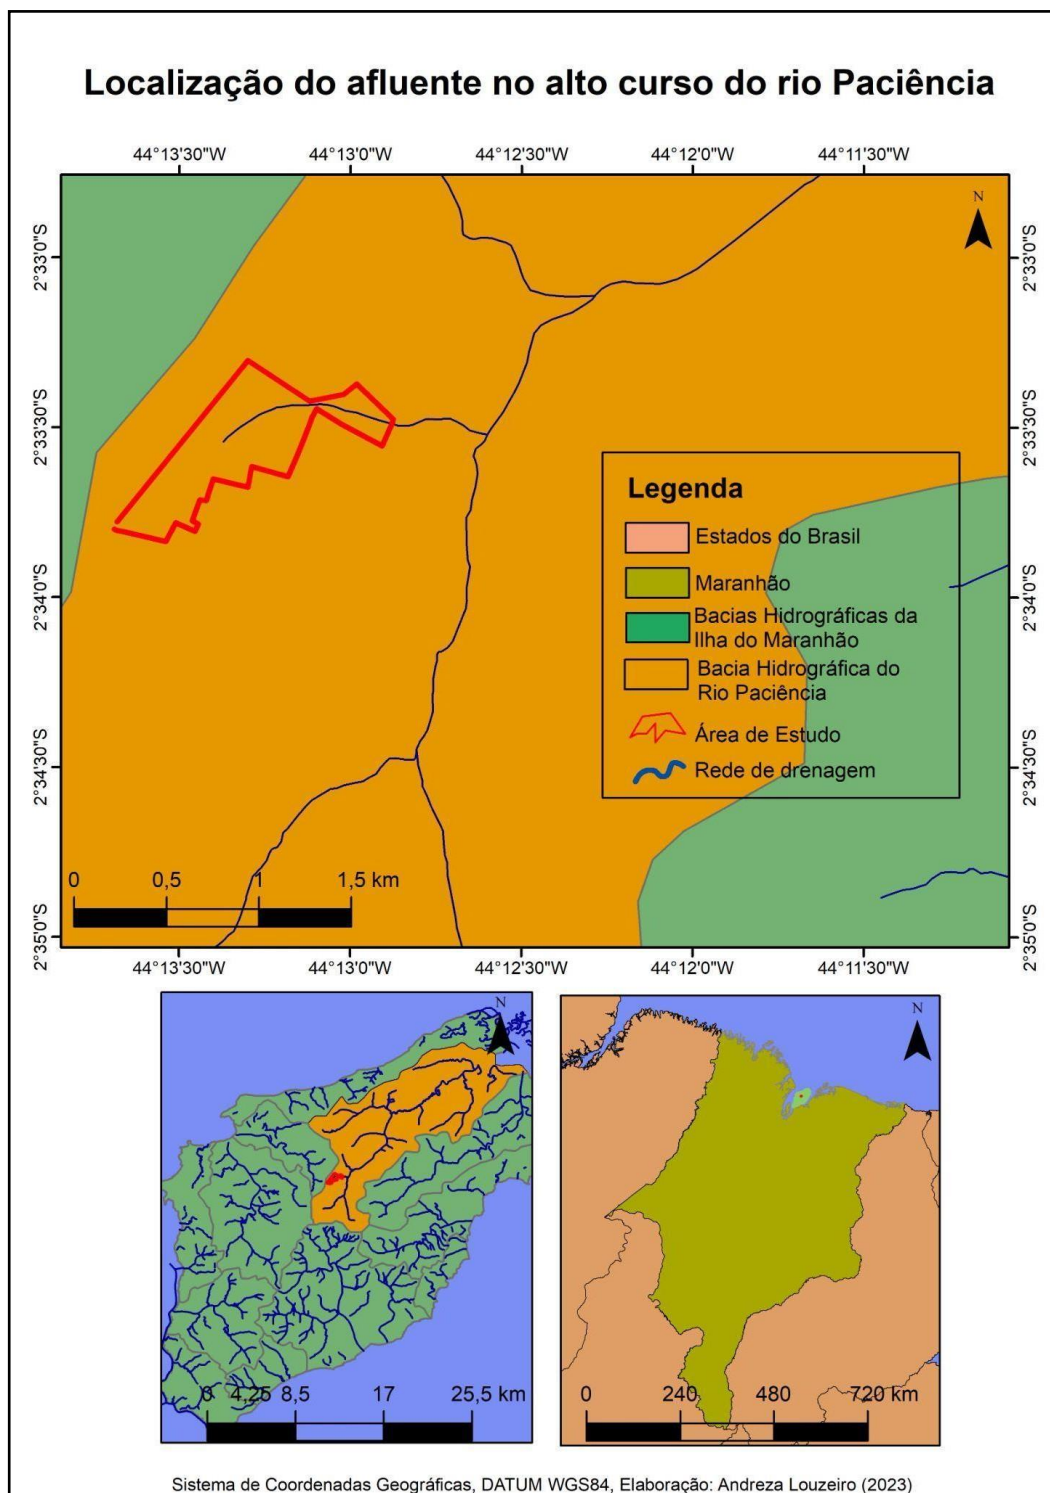 Localização do afluente no alto curso do rio Paciência
44°13'30"W 44°13'0"W 44°12'30"W 44°12'0"W 44°11'30"W
N
2°33'0"S 2°33'0"S
2°33'30"S 2°33'30"S
Legenda
Estados do Brasil
Maranhão
Bacias Hidrográficas da
Ilha do Maranhão
Bacia Hidrográfica do
Rio Paciência
Área de Estudo
Rede de drenagem
2°34'0"S 2°34'0"S
2°34'30"S 2°34'30"S
0 0,5 1 1,5 km
2°35'0"S 2°35'0"S
44°13'30"W 44°13'0"W 44°12'30"W 44°12'0"W 44°11'30"W
N
0 4,25 8,5 17 25,5 km
N
0 240 480 720 km
Sistema de Coordenadas Geográficas, DATUM WGS84, Elaboração: Andreza Louzeiro (2023)